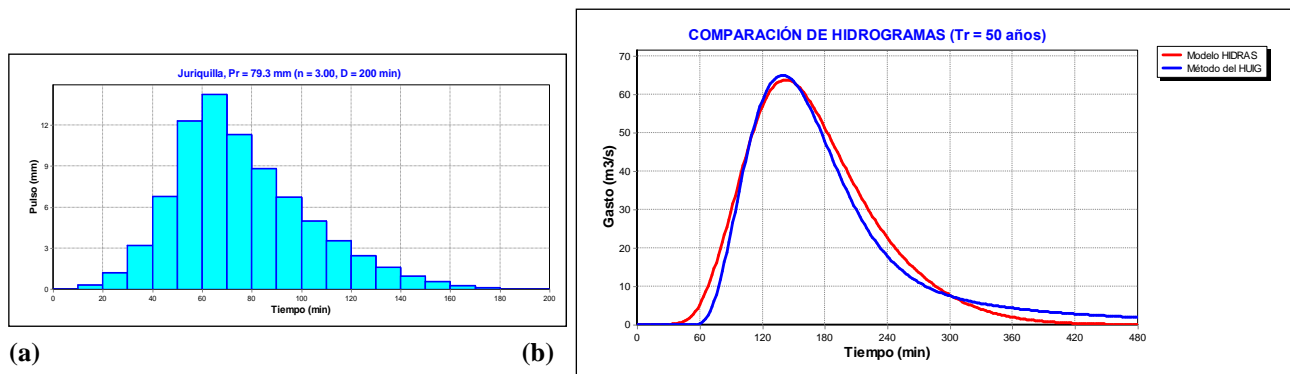 Juriquilla, Pr = 79.3 mm (n = 3.00, D = 200 min)
Pulso (mm)
12
9
6
3
0
0 20 40 60 80 100 120 140 160 180 200
Tiempo (min)
(a)
COMPARACIÓN DE HIDROGRAMAS (Tr = 50 años)
Modelo HIDRAS
Método del HUIG
Gasto (m3/s)
70
60
50
40
30
20
10
0
0 60 120 180 240 300 360 420 480
Tiempo (min)
(b)